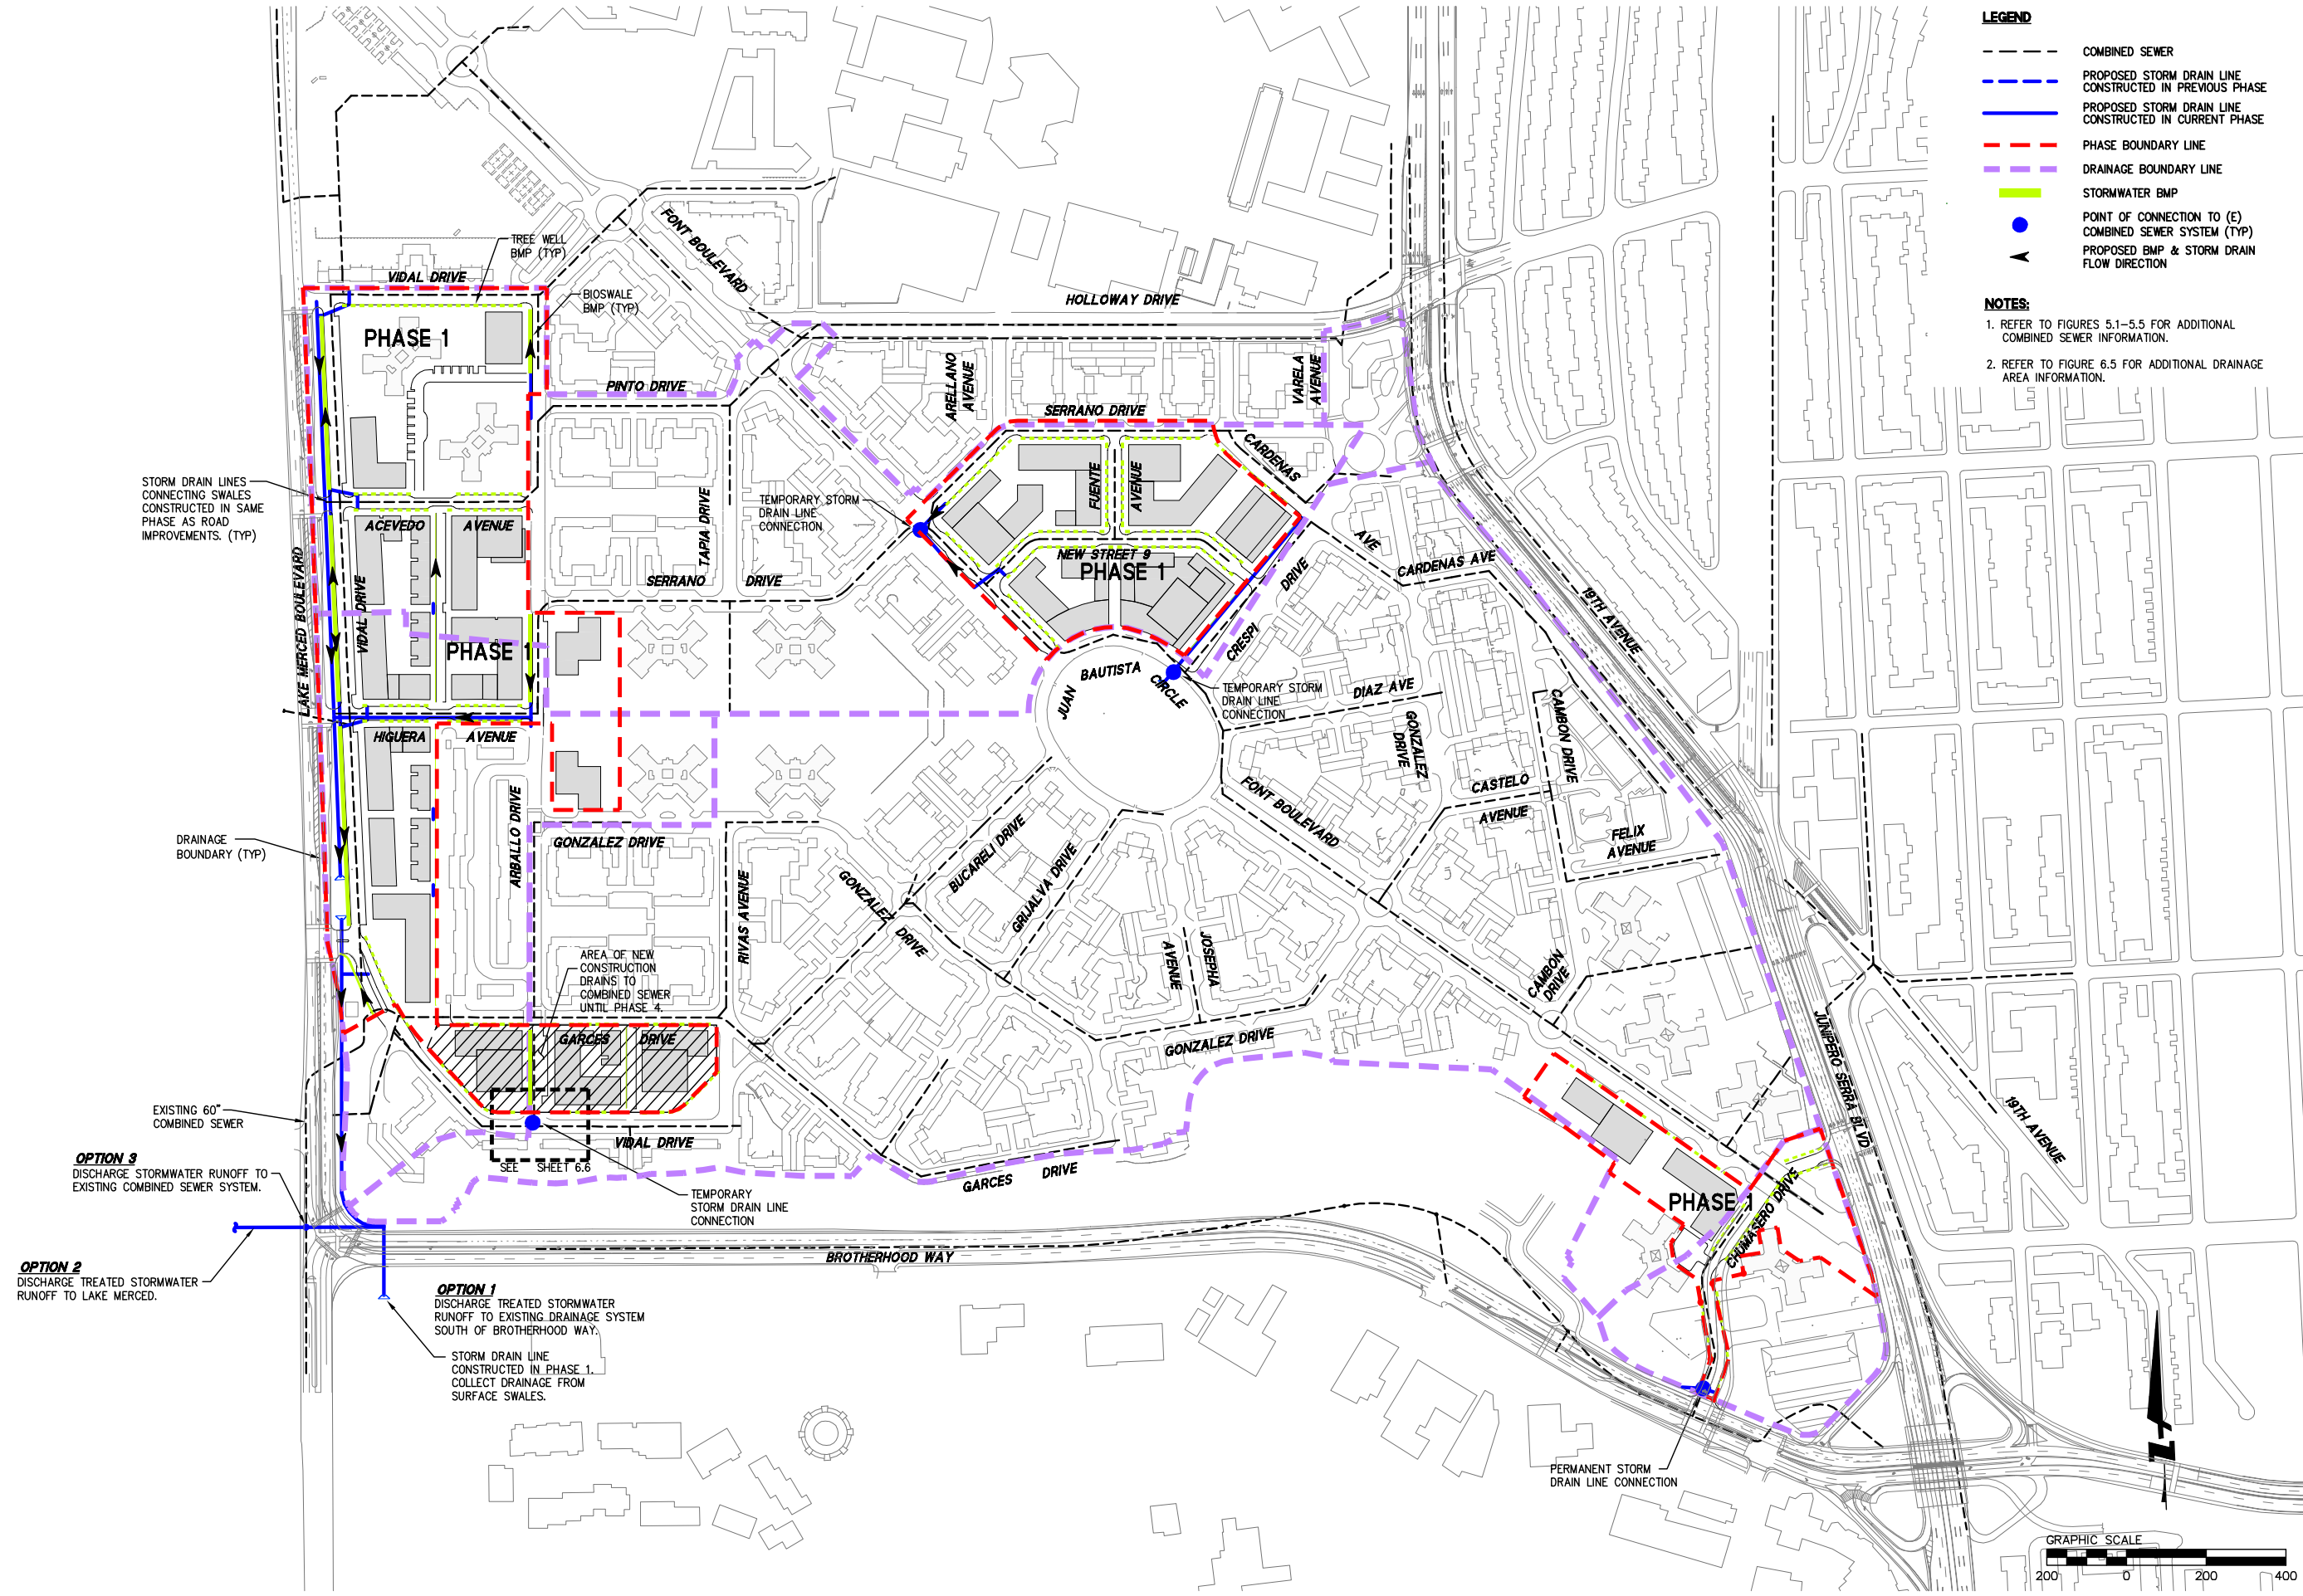 LEGEND
COMBINED SEWER
PROPOSED STORM DRAIN LINE
CONSTRUCTED IN PREVIOUS PHASE
PROPOSED STORM DRAIN LINE
CONSTRUCTED IN CURRENT PHASE
PHASE BOUNDARY LINE
DRAINAGE BOUNDARY LINE
STORMWATER BMP
POINT OF CONNECTION TO (E)
COMBINED SEWER SYSTEM (TYP)
PROPOSED BMP & STORM DRAIN
FLOW DIRECTION
NOTES:
1. REFER TO FIGURES 5.1-5.5 FOR ADDITIONAL
COMBINED SEWER INFORMATION.
2. REFER TO FIGURE 6.5 FOR ADDITIONAL DRAINAGE
AREA INFORMATION.
FONT BOULEVARD
TREE WELL
BMP (TYP)
VIDAL DRIVE
BIOSWALE
BMP (TYP)
HOLLOWAY DRIVE
PHASE 1
PINTO DRIVE
ARELLANO
AVENUE
VARELA
AVENUE
SERRANO DRIVE
CARDENAS
AVE
STORM DRAIN LINES
CONNECTING SWALES
CONSTRUCTED IN SAME
PHASE AS ROAD
IMPROVEMENTS. (TYP)
TEMPORARY STORM
DRAIN LINE
CONNECTION
FUENTE
AVENUE
TAPIA DRIVE
ACEVEDO AVENUE
NEW STREET 9
PHASE 1
CARDENAS AVE
SERRANO DRIVE
LAKE MERCED BOULEVARD
VIDAL DRIVE
19TH AVENUE
PHASE 1
CRESPI DRIVE
JUAN BAUTISTA CIRCLE
TEMPORARY STORM
DRAIN LINE
CONNECTION
DIAZ AVE
GONZALEZ
DRIVE
CAMBON DRIVE
HIGUERA AVENUE
CASTELO
AVENUE
FONT BOULEVARD
FELIX
AVENUE
DRAINAGE
BOUNDARY (TYP)
ARBALLO DRIVE
GONZALEZ DRIVE
BUCARELI DRIVE
GRIJALVA DRIVE
RIVAS AVENUE
GONZALEZ
DRIVE
AREA OF NEW
CONSTRUCTION
DRAINS TO
COMBINED SEWER
UNTIL PHASE 4.
JOSEPHA
AVENUE
CAMBON
DRIVE
GARCES DRIVE
GONZALEZ DRIVE
JUNIPERO SERRA BLVD
19TH AVENUE
EXISTING 60"
COMBINED SEWER
VIDAL DRIVE
SEE SHEET 6.6
OPTION 3
DISCHARGE STORMWATER RUNOFF TO
EXISTING COMBINED SEWER SYSTEM.
GARCES DRIVE
TEMPORARY
STORM DRAIN LINE
CONNECTION
PHASE 1
CHUMASERO DRIVE
BROTHERHOOD WAY
OPTION 2
DISCHARGE TREATED STORMWATER
RUNOFF TO LAKE MERCED.
OPTION 1
DISCHARGE TREATED STORMWATER
RUNOFF TO EXISTING DRAINAGE SYSTEM
SOUTH OF BROTHERHOOD WAY.
STORM DRAIN LINE
CONSTRUCTED IN PHASE 1.
COLLECT DRAINAGE FROM
SURFACE SWALES.
PERMANENT STORM
DRAIN LINE CONNECTION
GRAPHIC SCALE
200 0 200 400